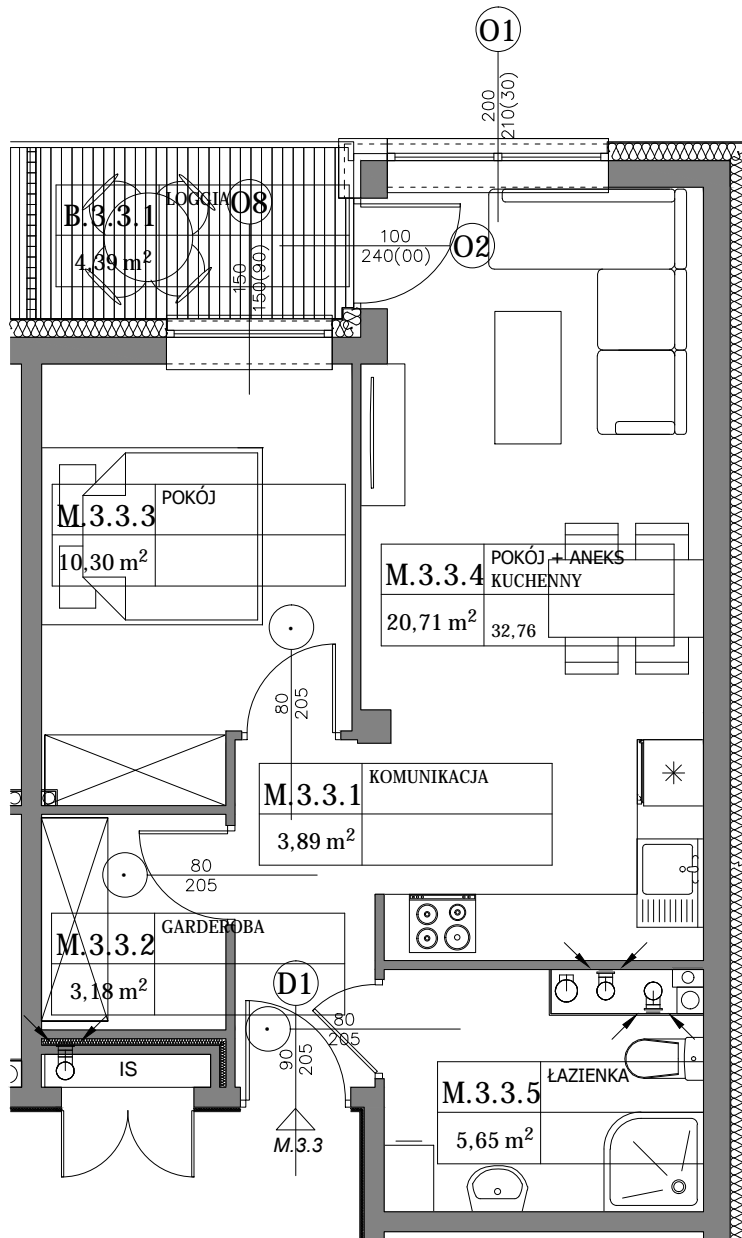 O1
200
210(30)
B.3.3.1 LOGGIA
4,39 m²
O8
150
150(90)
100
240(00)
O2
M.3.3.3 POKÓJ
10,30 m²
M.3.3.4 POKÓJ + ANEKS
KUCHENNY
20,71 m² 32,76
80
205
M.3.3.1 KOMUNIKACJA
3,89 m²
80
205
M.3.3.2 GARDEROBA
3,18 m²
D1
80
205
90
205
IS
M.3.3
M.3.3.5 ŁAZIENKA
5,65 m²